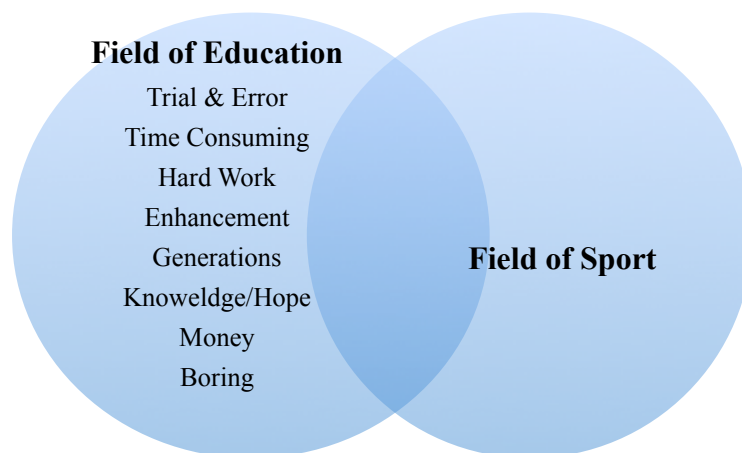 Field of Education
Trial & Error
Time Consuming
Hard Work
Enhancement
Generations
Knoweldge/Hope
Money
Boring
Field of Sport